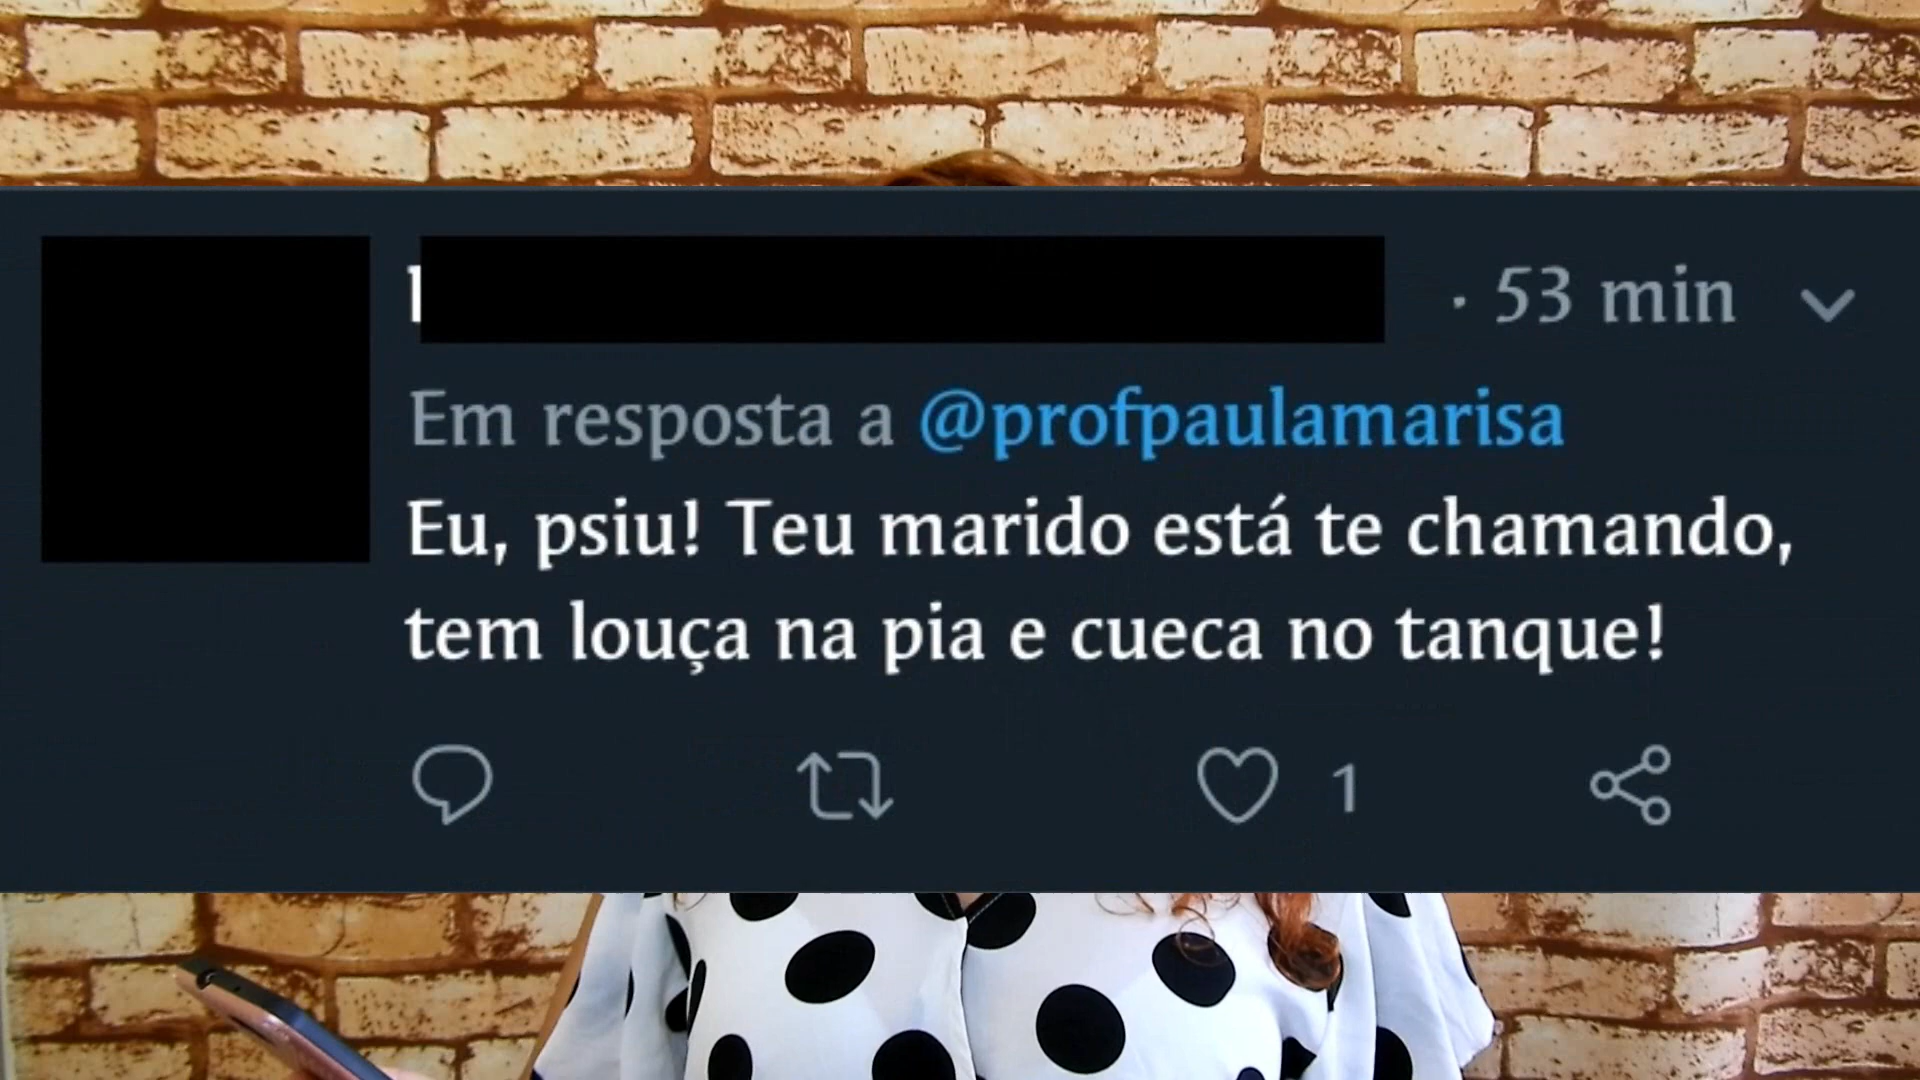 · 53 min
Em resposta a @profpaulamarisa
Eu, psiu! Teu marido está te chamando,
tem louça na pia e cueca no tanque!
1